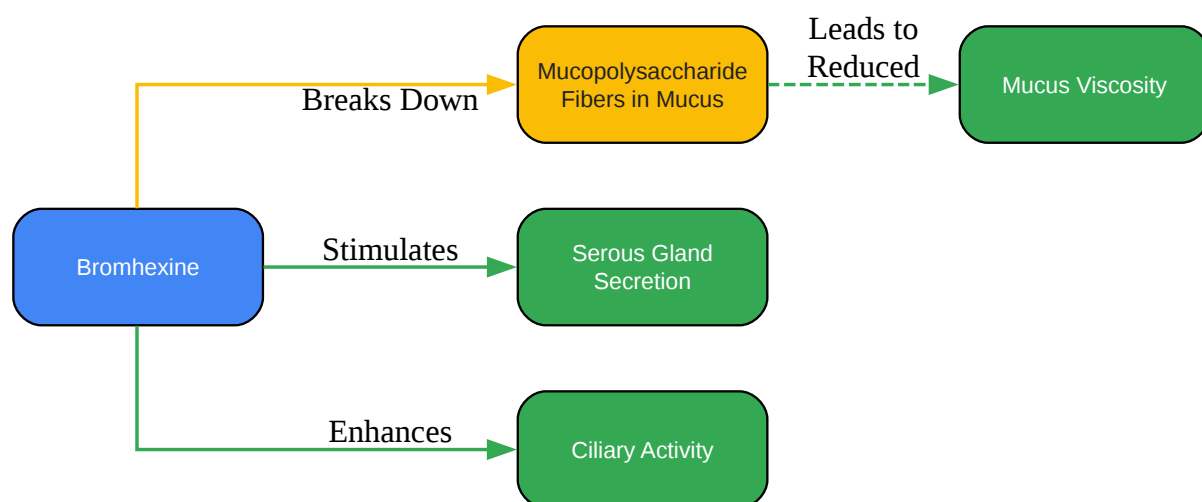 Leads to
Reduced
Mucopolysaccharide
Fibers in Mucus
Mucus Viscosity
Breaks Down
Bromhexine
Stimulates
Serous Gland
Secretion
Enhances
Ciliary Activity